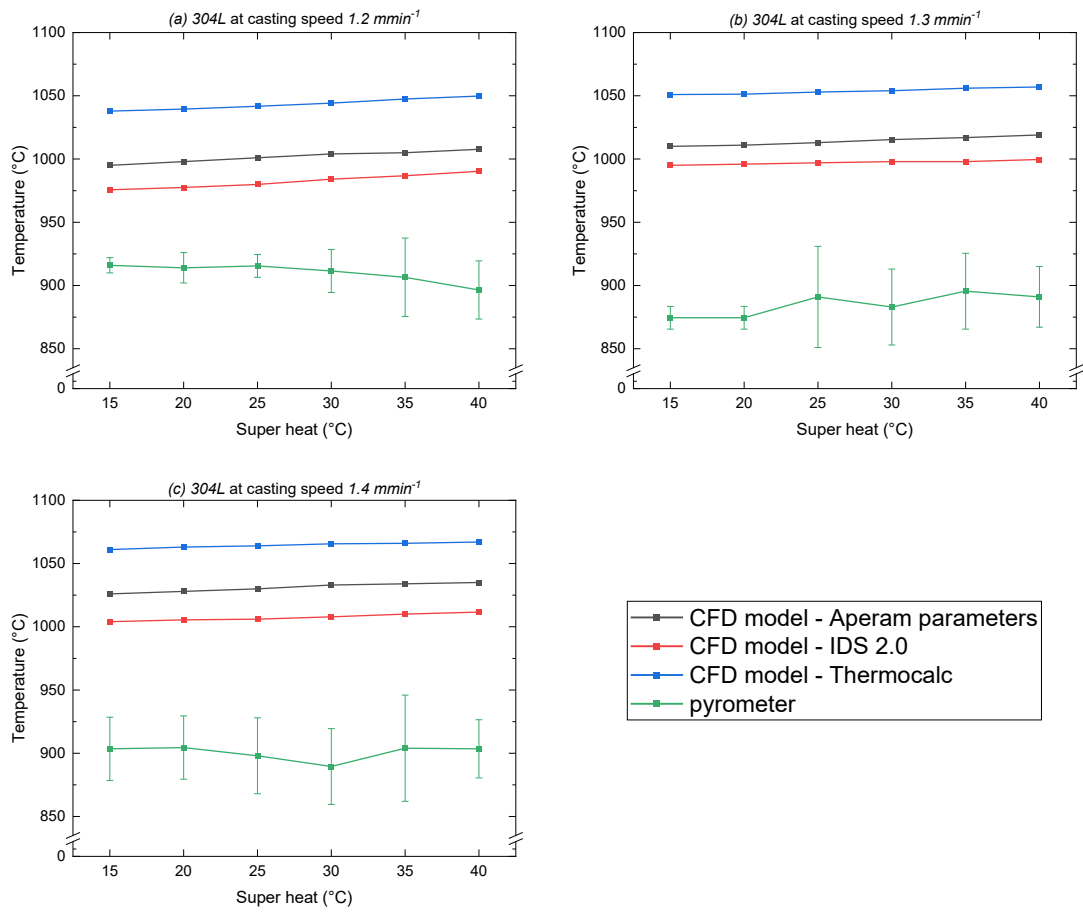 (a) 304L at casting speed 1.2 mmin⁻¹
1100
1050
1000
950
900
850
0
Temperature (°C)
15 20 25 30 35 40
Super heat (°C)
(b) 304L at casting speed 1.3 mmin⁻¹
1100
1050
1000
950
900
850
0
Temperature (°C)
15 20 25 30 35 40
Super heat (°C)
(c) 304L at casting speed 1.4 mmin⁻¹
1100
1050
1000
950
900
850
0
Temperature (°C)
15 20 25 30 35 40
Super heat (°C)
CFD model - Aperam parameters
CFD model - IDS 2.0
CFD model - Thermocalc
pyrometer